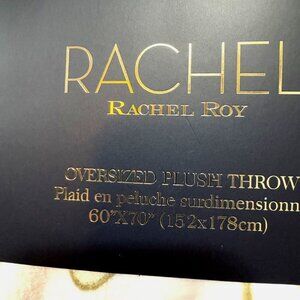 RACHEL
RACHEL ROY
OVERSIZED PLUSH THROW
Plaid en peluche surdimensionn
60"X70" (152x178cm)